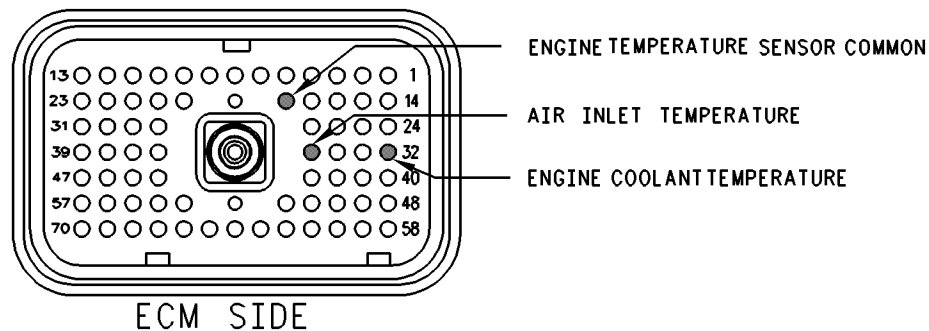 ENGINE TEMPERATURE SENSOR COMMON
13 1
23 14
AIR INLET TEMPERATURE
31 24
39 32
ENGINE COOLANT TEMPERATURE
47 40
57 48
70 58
ECM SIDE